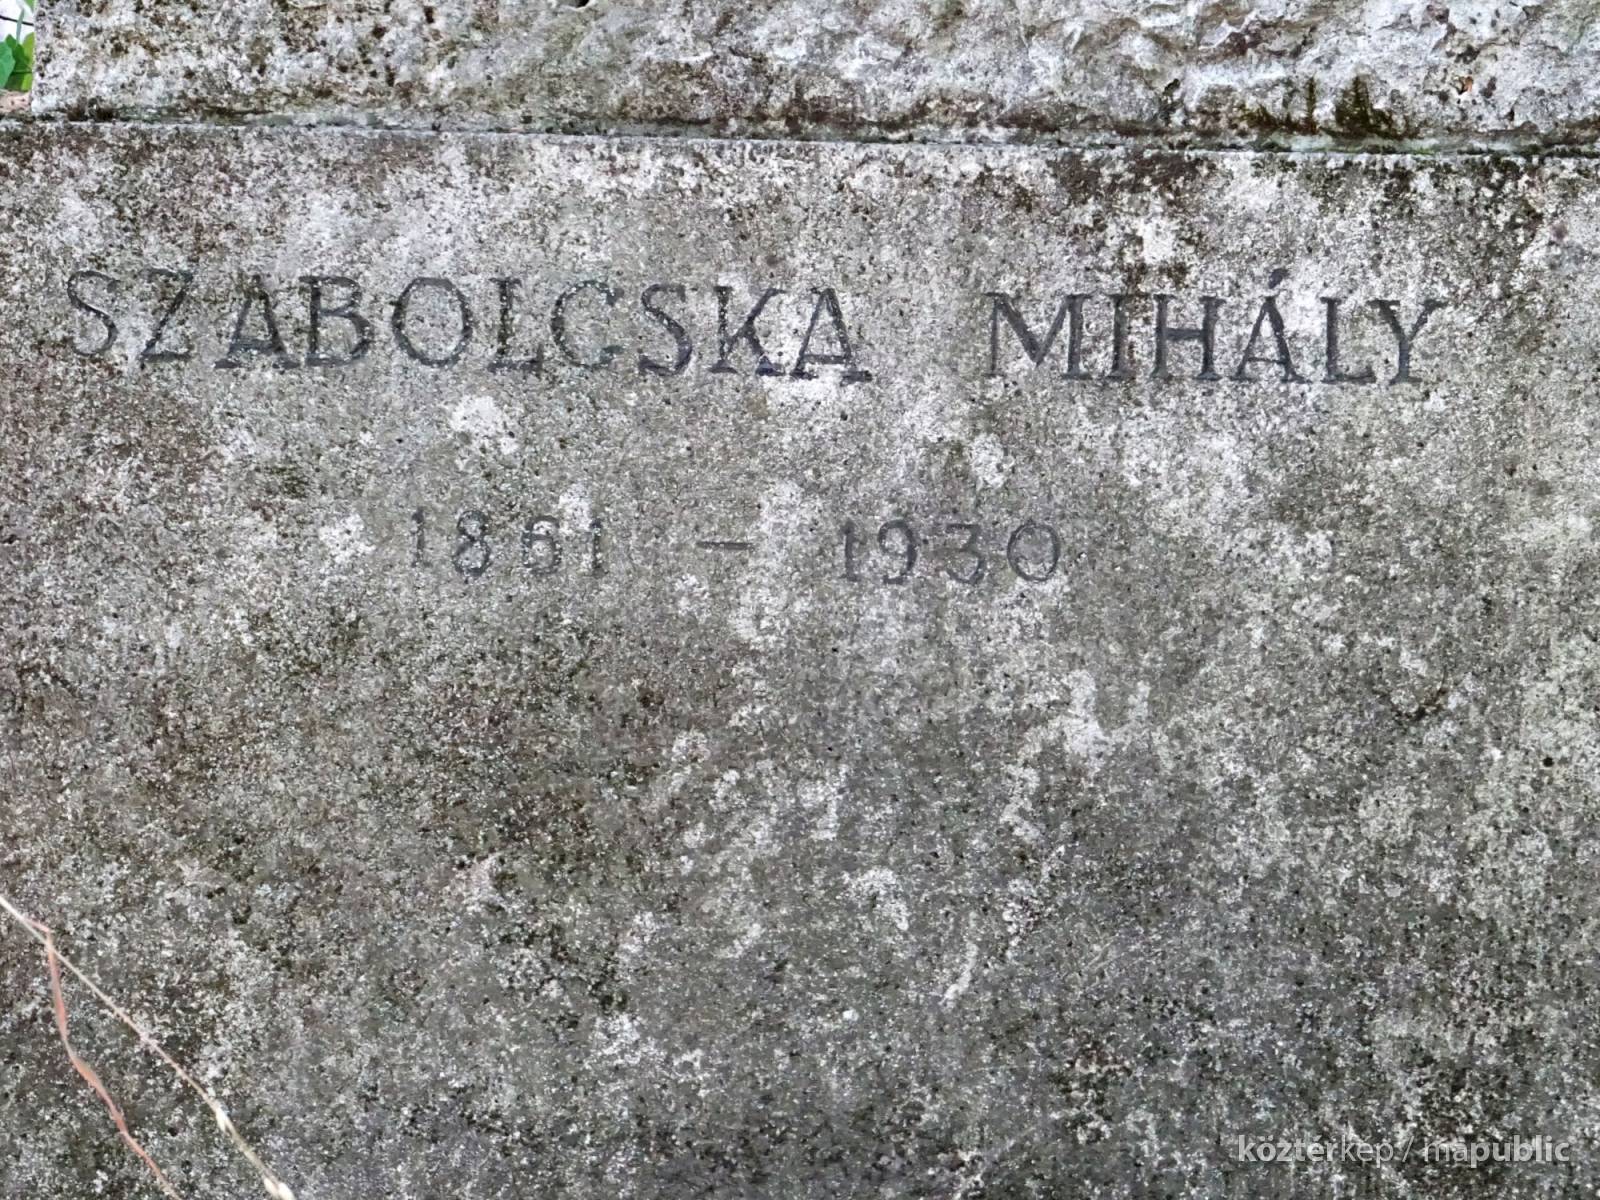 SZABOLCSKA MIHÁLY
1861 – 1930
köztérkép / mapublic